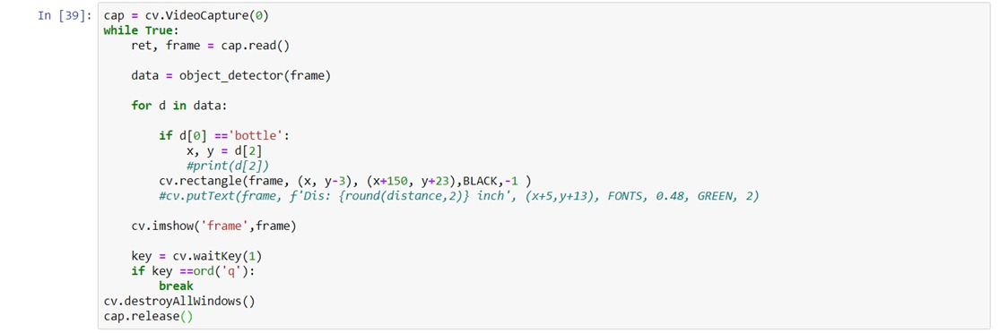 In [39]: cap = cv.VideoCapture(0)
while True:
    ret, frame = cap.read()

    data = object_detector(frame)

    for d in data:

        if d[0] =='bottle':
            x, y = d[2]
            #print(d[2])
        cv.rectangle(frame, (x, y-3), (x+150, y+23),BLACK,-1 )
        #cv.putText(frame, f'Dis: {round(distance,2)} inch', (x+5,y+13), FONTS, 0.48, GREEN, 2)

    cv.imshow('frame',frame)

    key = cv.waitKey(1)
    if key ==ord('q'):
        break
cv.destroyAllWindows()
cap.release()